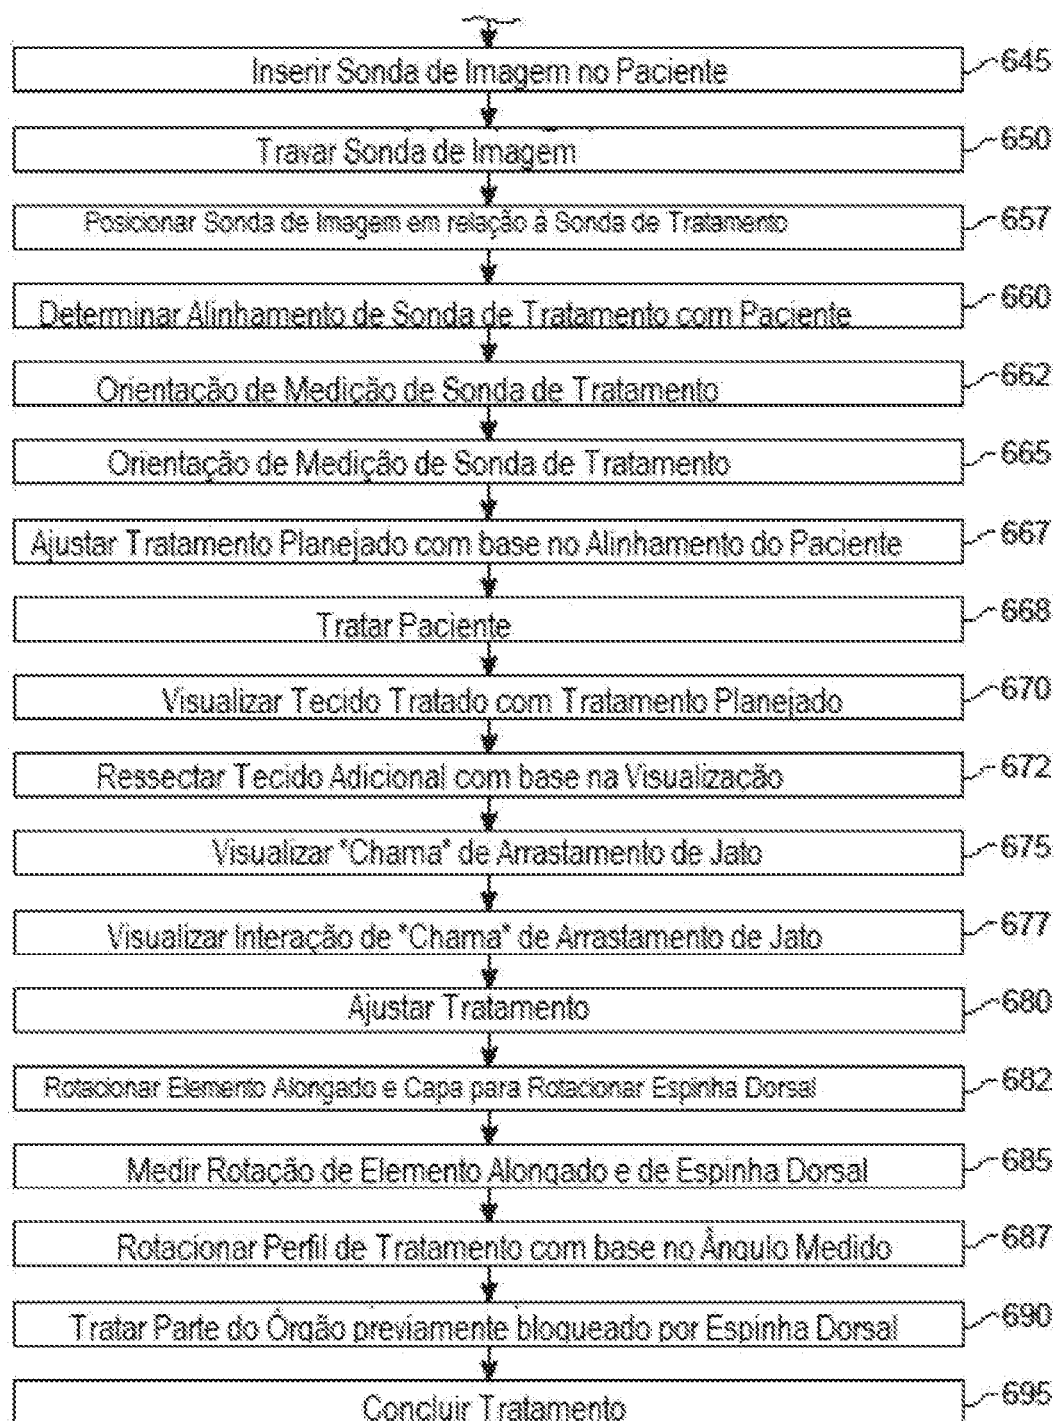 Inserir Sonda de Imagem no Paciente 645
Travar Sonda de Imagem 650
Posicionar Sonda de Imagem em relação à Sonda de Tratamento 657
Determinar Alinhamento de Sonda de Tratamento com Paciente 660
Orientação de Medição de Sonda de Tratamento 662
Orientação de Medição de Sonda de Tratamento 665
Ajustar Tratamento Planejado com base no Alinhamento do Paciente 667
Tratar Paciente 668
Visualizar Tecido Tratado com Tratamento Planejado 670
Ressectar Tecido Adicional com base na Visualização 672
Visualizar "Chama" de Arrastamento de Jato 675
Visualizar Interação de "Chama" de Arrastamento de Jato 677
Ajustar Tratamento 680
Rotacionar Elemento Alongado e Capa para Rotacionar Espinha Dorsal 682
Medir Rotação de Elemento Alongado e de Espinha Dorsal 685
Rotacionar Perfil de Tratamento com base no Ângulo Medido 687
Tratar Parte do Órgão previamente bloqueado por Espinha Dorsal 690
Concluir Tratamento 695